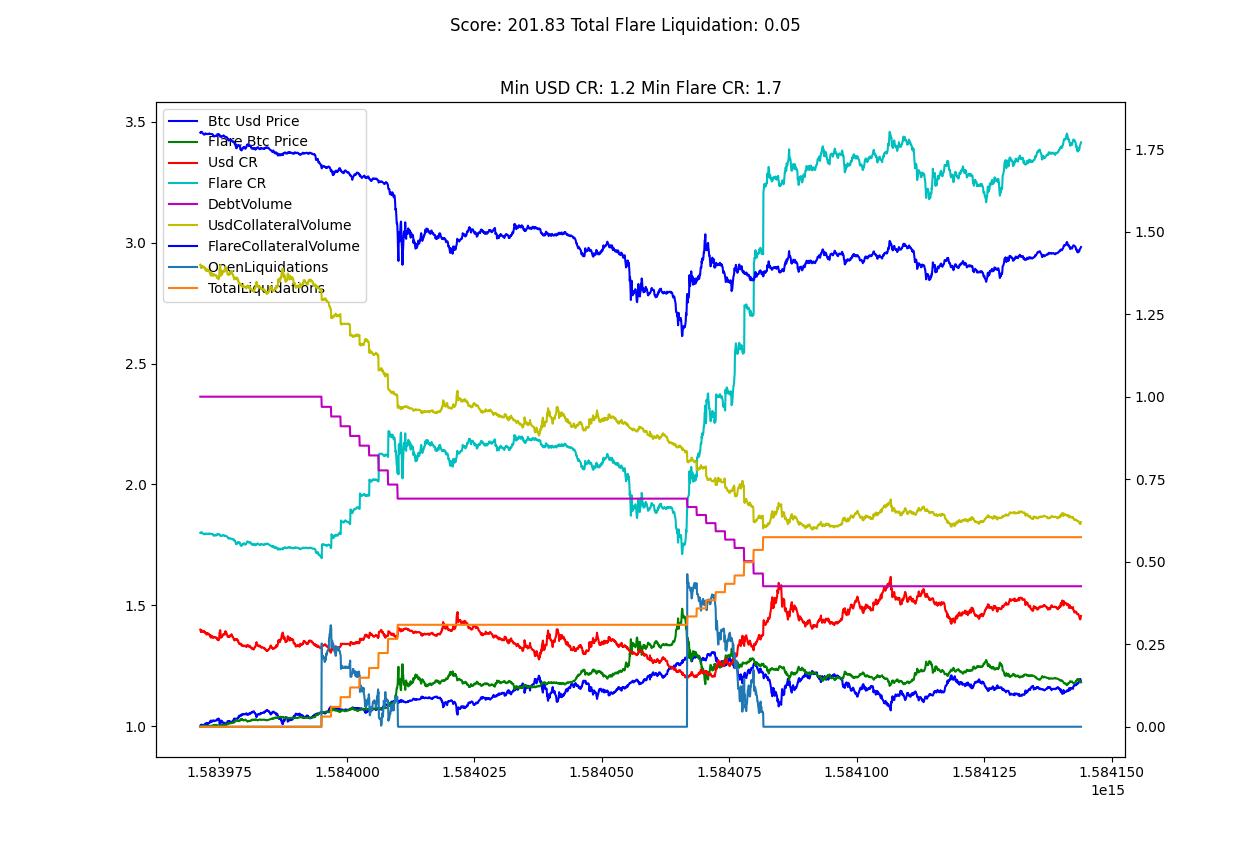 Score: 201.83 Total Flare Liquidation: 0.05
Min USD CR: 1.2 Min Flare CR: 1.7
Btc Usd Price
Flare Btc Price
Usd CR
Flare CR
DebtVolume
UsdCollateralVolume
FlareCollateralVolume
OpenLiquidations
TotalLiquidations
3.5
3.0
2.5
2.0
1.5
1.0
1.75
1.50
1.25
1.00
0.75
0.50
0.25
0.00
1.583975 1.584000 1.584025 1.584050 1.584075 1.584100 1.584125 1.584150
1e15